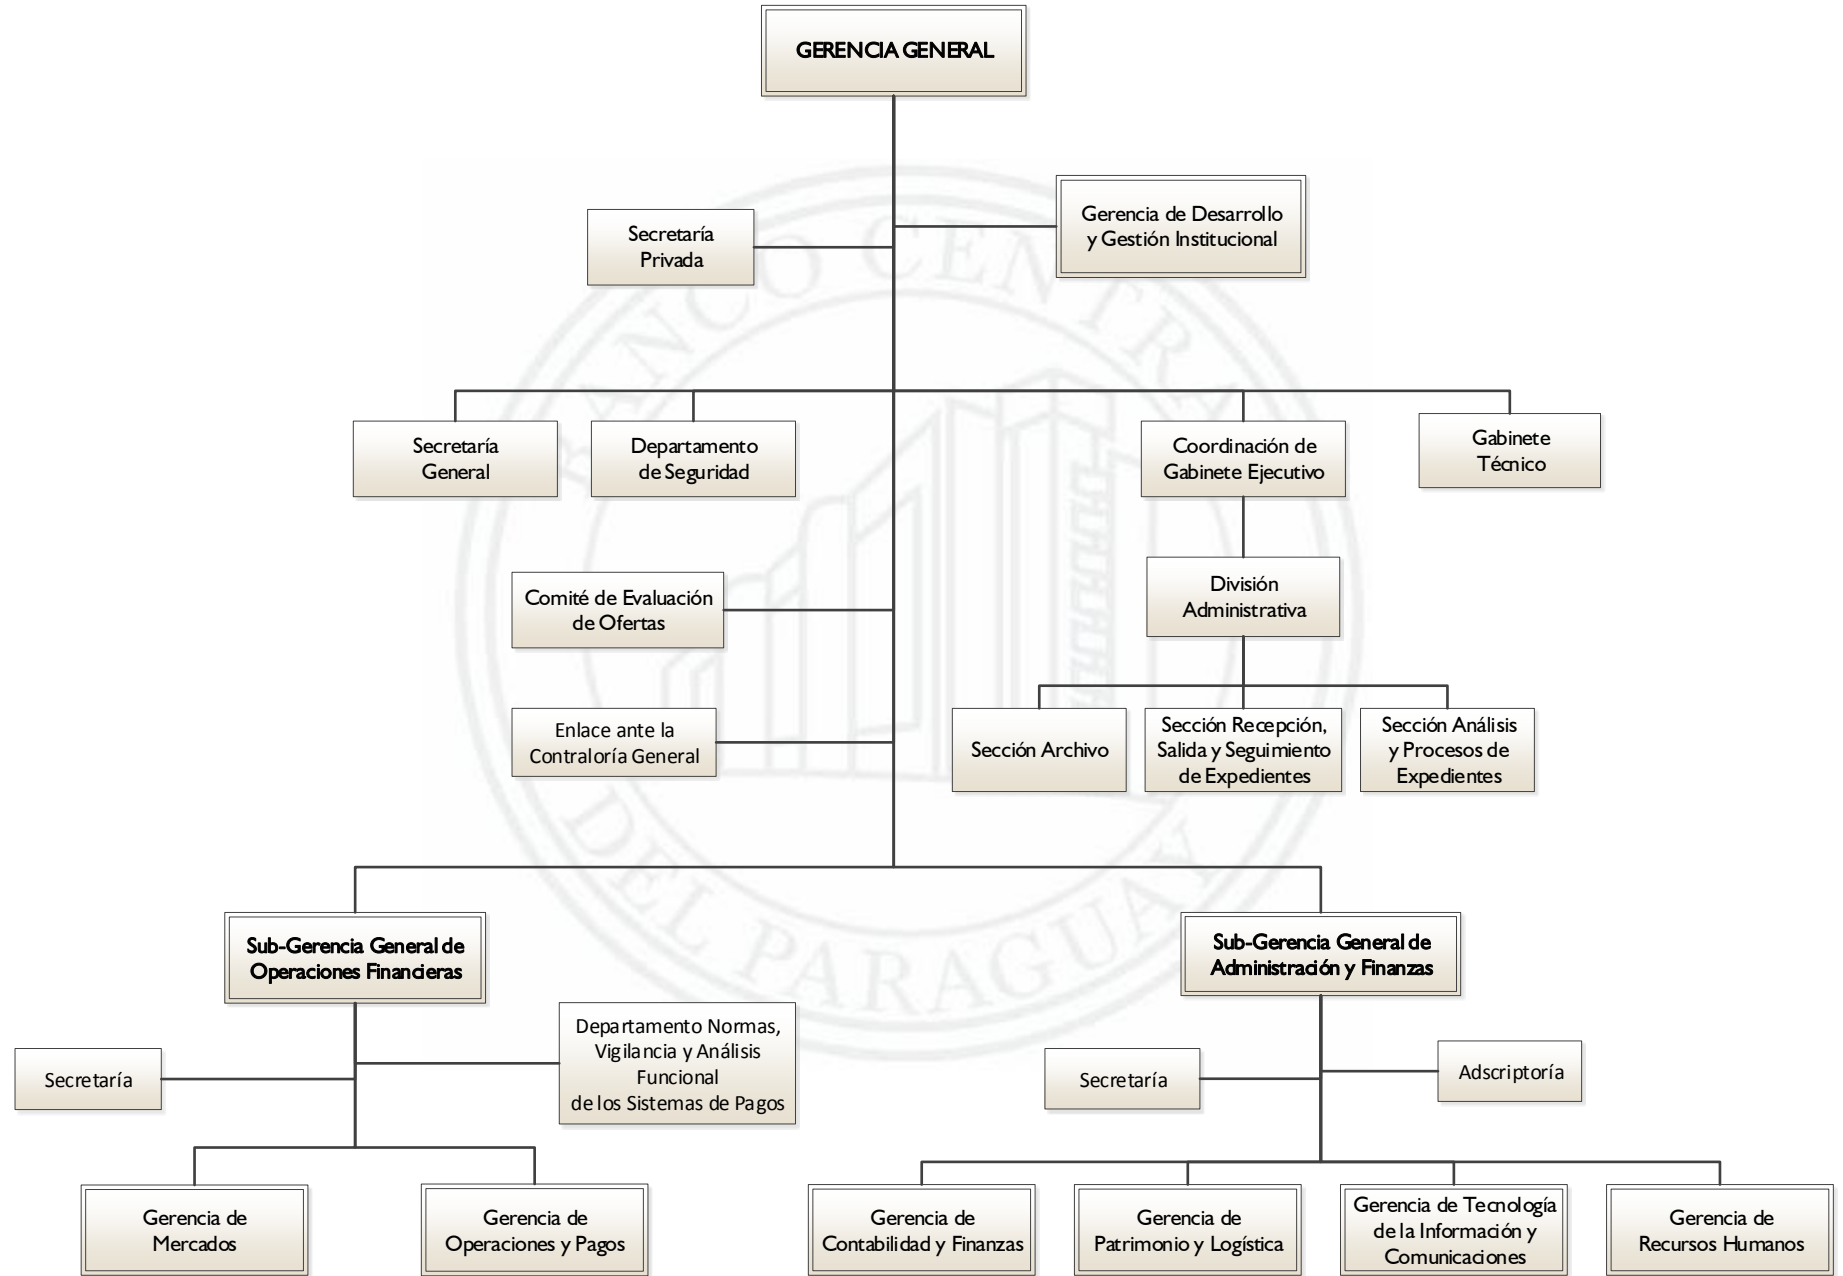 GERENCIA GENERAL
Gerencia de Desarrollo
y Gestión Institucional
Secretaría
Privada
BANCO CENTRAL
DEL PARAGUAY
Secretaría
General
Departamento
de Seguridad
Coordinación de
Gabinete Ejecutivo
Gabinete
Técnico
Comité de Evaluación
de Ofertas
División
Administrativa
Enlace ante la
Contraloría General
Sección Archivo
Sección Recepción,
Salida y Seguimiento
de Expedientes
Sección Análisis
y Procesos de
Expedientes
Sub-Gerencia General de
Operaciones Financieras
Sub-Gerencia General de
Administración y Finanzas
Secretaría
Departamento Normas,
Vigilancia y Análisis
Funcional
de los Sistemas de Pagos
Secretaría
Adscriptoría
Gerencia de
Mercados
Gerencia de
Operaciones y Pagos
Gerencia de
Contabilidad y Finanzas
Gerencia de
Patrimonio y Logística
Gerencia de Tecnología
de la Información y
Comunicaciones
Gerencia de
Recursos Humanos